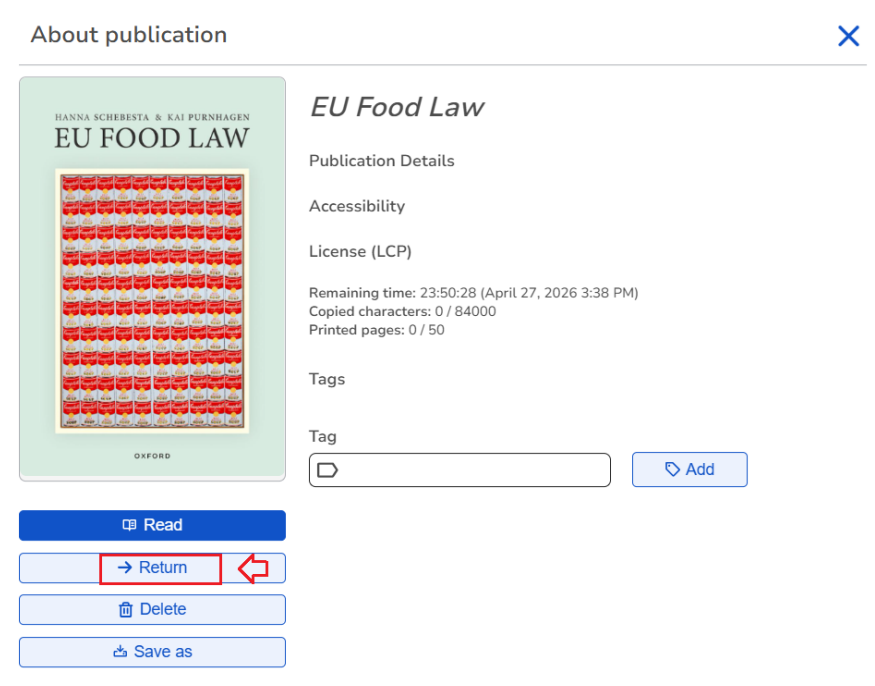 About publication
HANNA SCHEBESTA & KAI PURNHAGEN
EU FOOD LAW
OXFORD
Read
Return
Delete
Save as
EU Food Law
Publication Details
Accessibility
License (LCP)
Remaining time: 23:50:28 (April 27, 2026 3:38 PM)
Copied characters: 0 / 84000
Printed pages: 0 / 50
Tags
Tag
Add